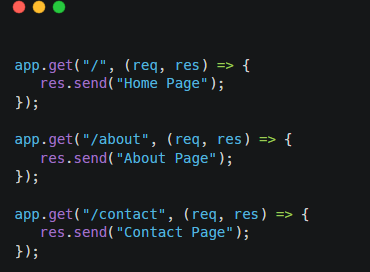 app.get("/", (req, res) => {
   res.send("Home Page");
});

app.get("/about", (req, res) => {
   res.send("About Page");
});

app.get("/contact", (req, res) => {
   res.send("Contact Page");
});